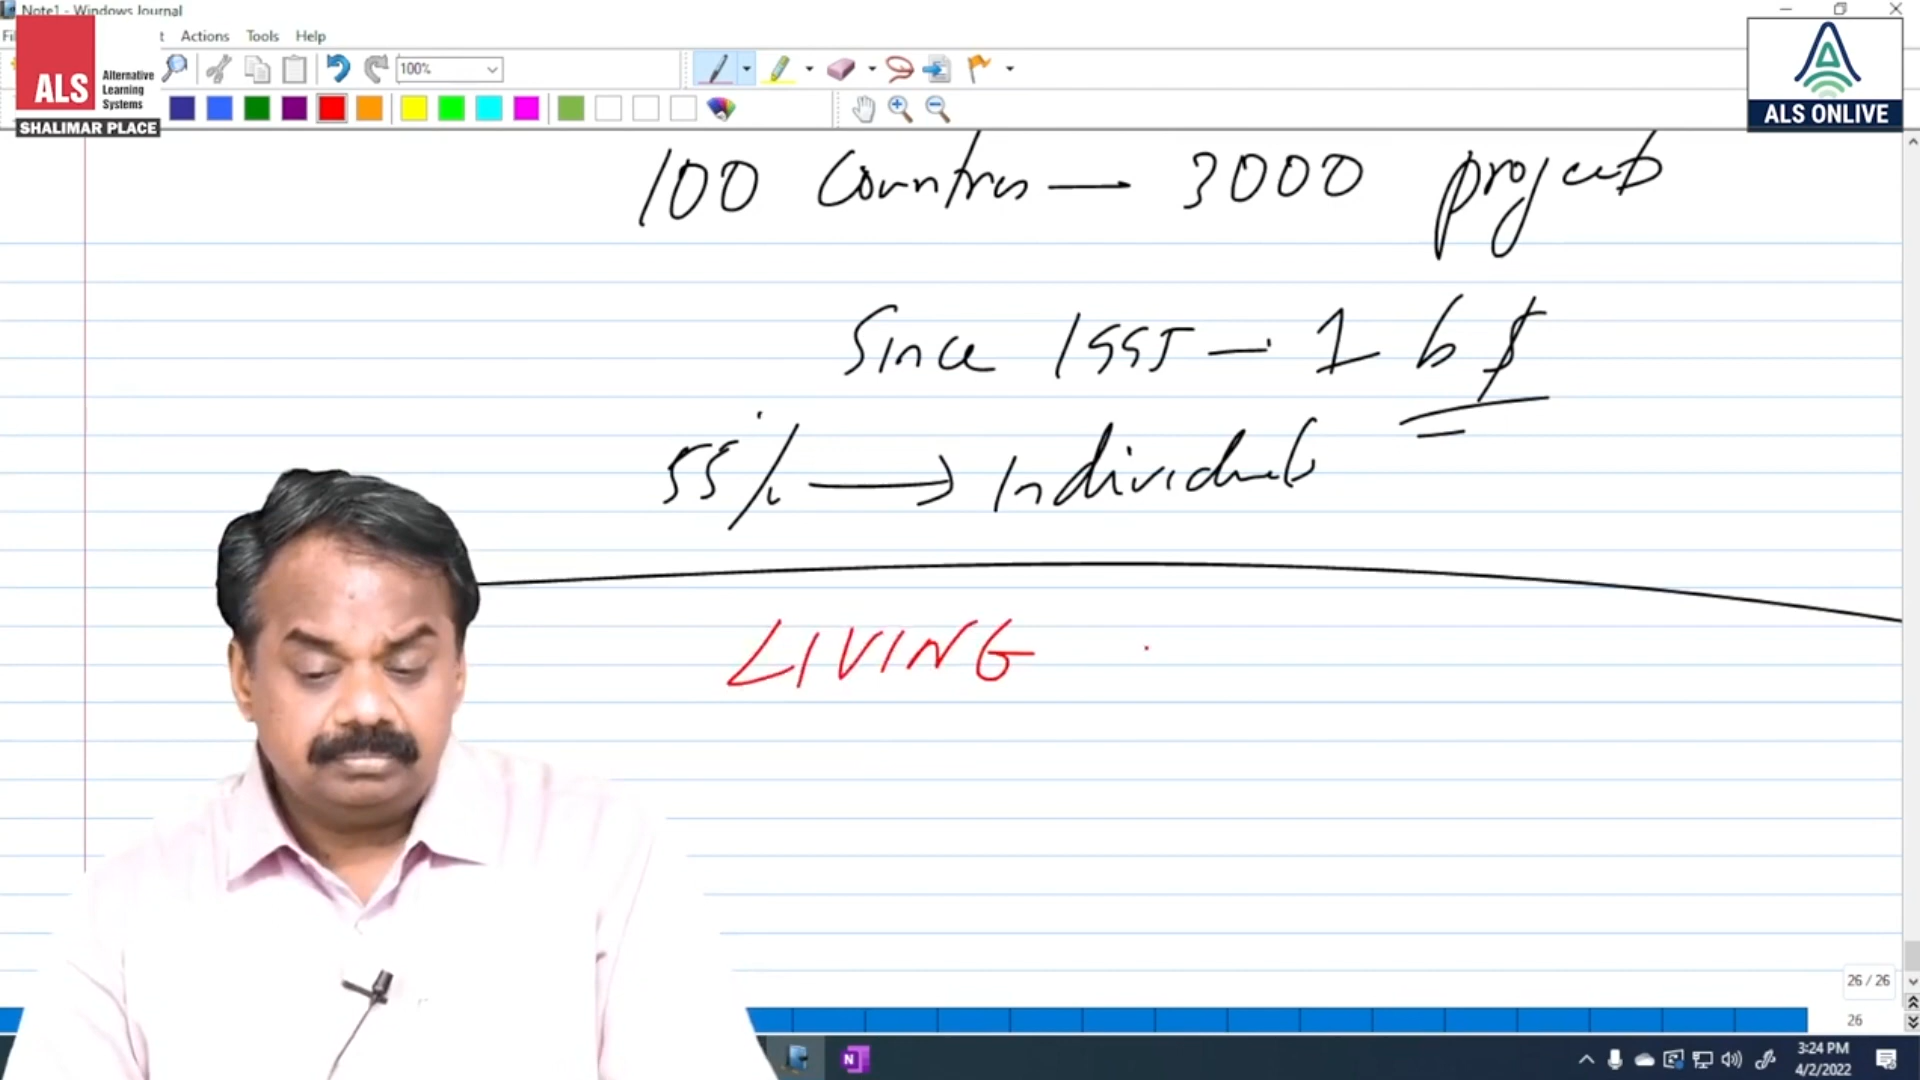 Note1 - Windows Journal
Actions Tools Help
100%
ALS
Alternative
Learning
Systems
SHALIMAR PLACE
ALS ONLIVE
100 Countries — 3000 projects
Since 1995 — 1 b $
55% → Individuals
LIVING
26 / 26
26
3:24 PM
4/2/2022